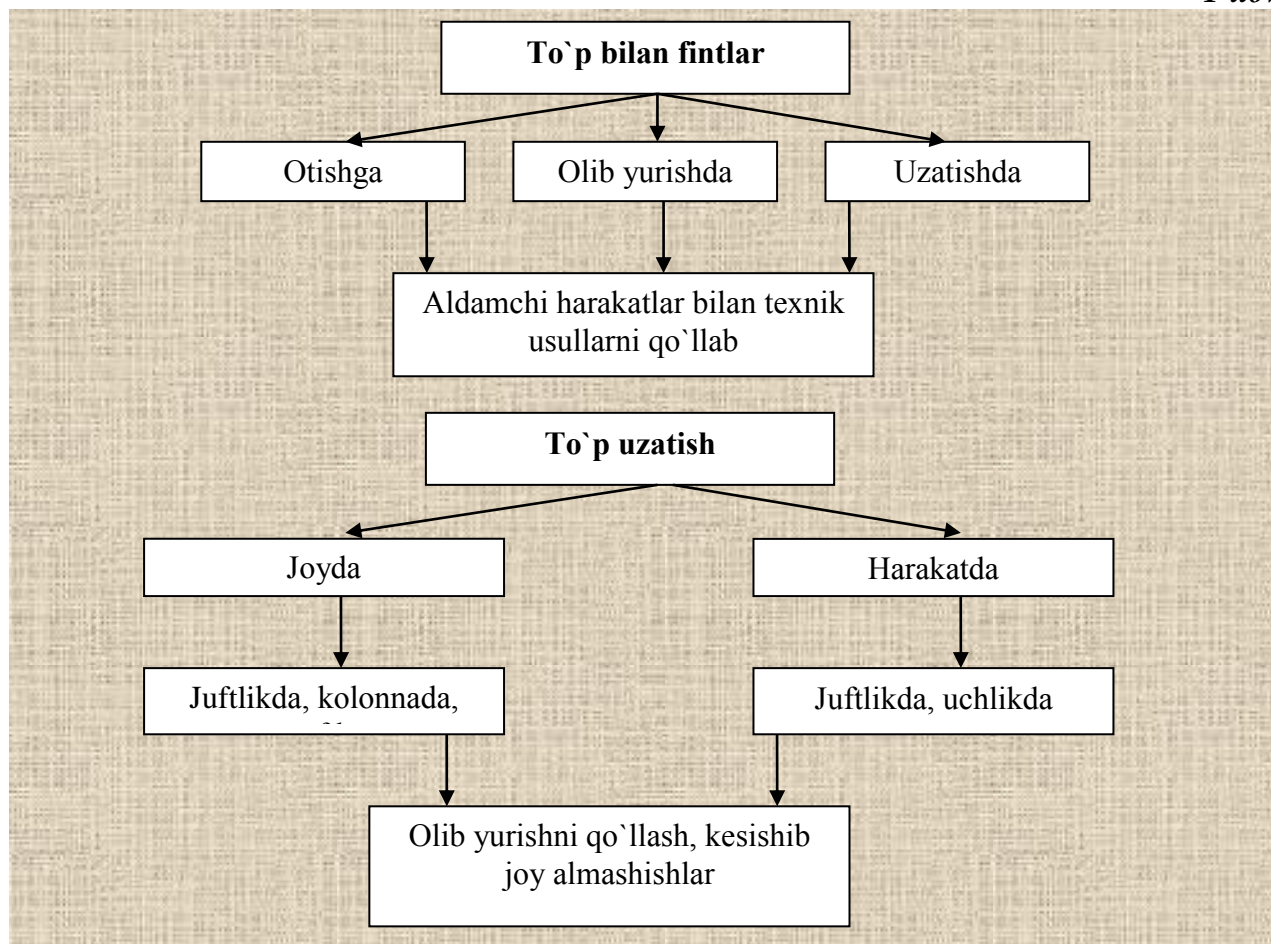 To`p bilan fintlar
Otishga
Olib yurishda
Uzatishda
Aldamchi harakatlar bilan texnik
usullarni qo`llab
To`p uzatish
Joyda
Harakatda
Juftlikda, kolonnada,
Juftlikda, uchlikda
Olib yurishni qo`llash, kesishib
joy almashishlar